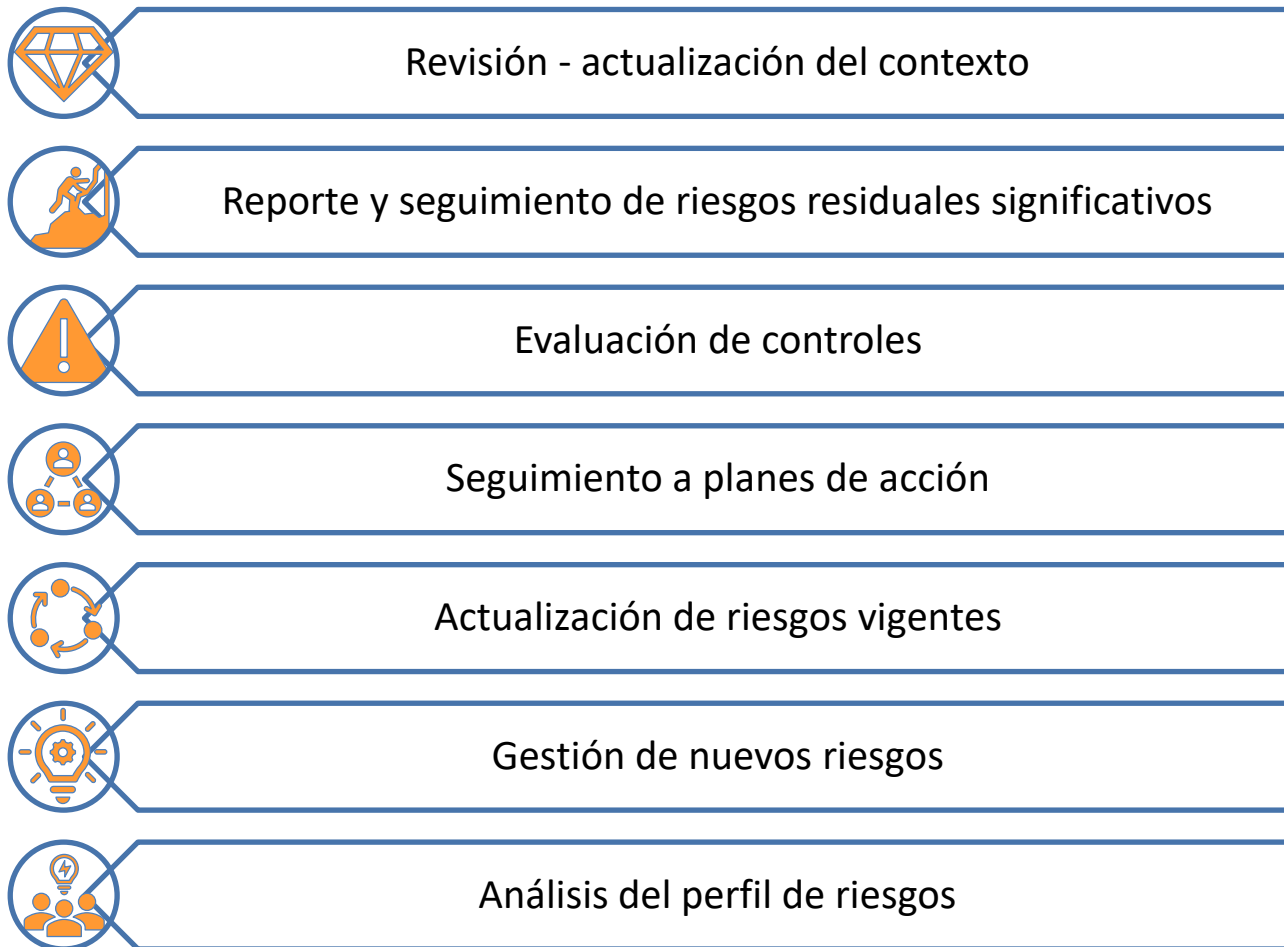 Revisión - actualización del contexto
Reporte y seguimiento de riesgos residuales significativos
Evaluación de controles
Seguimiento a planes de acción
Actualización de riesgos vigentes
Gestión de nuevos riesgos
Análisis del perfil de riesgos